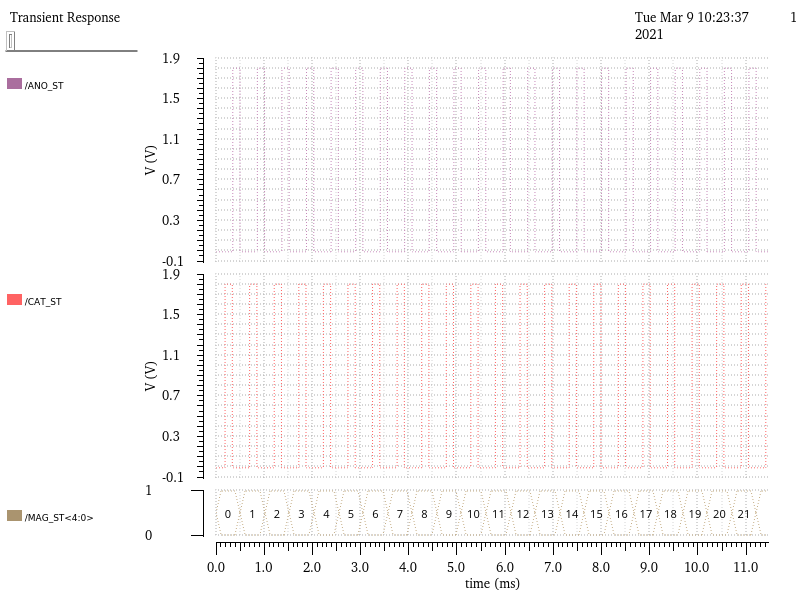 Transient Response
Tue Mar 9 10:23:37 1
2021
/ANO_ST
1.9
1.5
1.1
0.7
0.3
-0.1
V (V)
/CAT_ST
1.9
1.5
1.1
0.7
0.3
-0.1
V (V)
/MAG_ST<4:0>
1
0
0 1 2 3 4 5 6 7 8 9 10 11 12 13 14 15 16 17 18 19 20 21
0.0 1.0 2.0 3.0 4.0 5.0 6.0 7.0 8.0 9.0 10.0 11.0
time (ms)